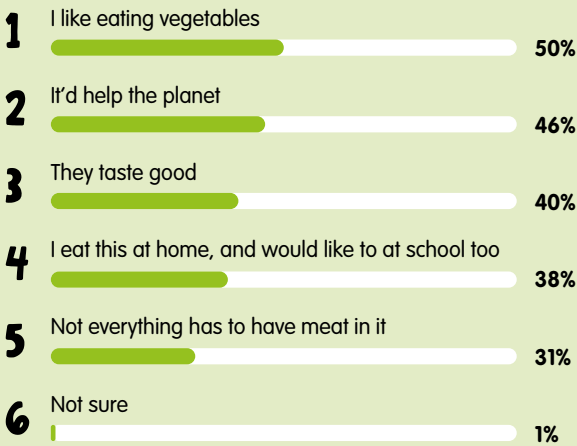 1 I like eating vegetables
50%
2 It'd help the planet
46%
3 They taste good
40%
4 I eat this at home, and would like to at school too
38%
5 Not everything has to have meat in it
31%
6 Not sure
1%